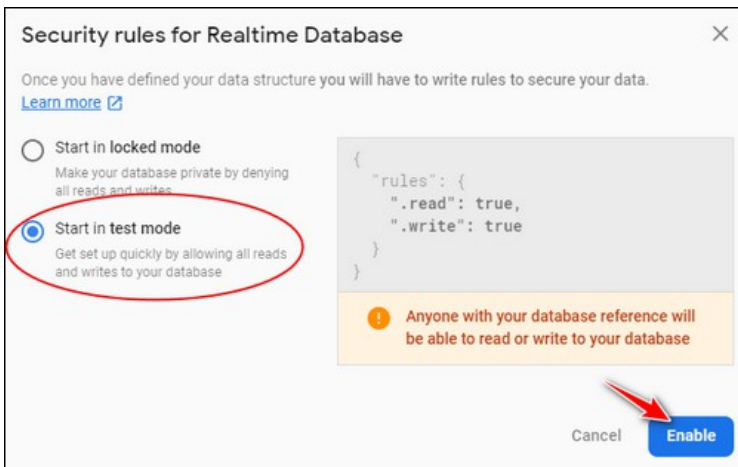 Security rules for Realtime Database
Once you have defined your data structure you will have to write rules to secure your data.
Learn more
Start in locked mode
Make your database private by denying
all reads and writes
Start in test mode
Get set up quickly by allowing all reads
and writes to your database
{
"rules": {
".read": true,
".write": true
}
}
Anyone with your database reference will
be able to read or write to your database
Cancel
Enable